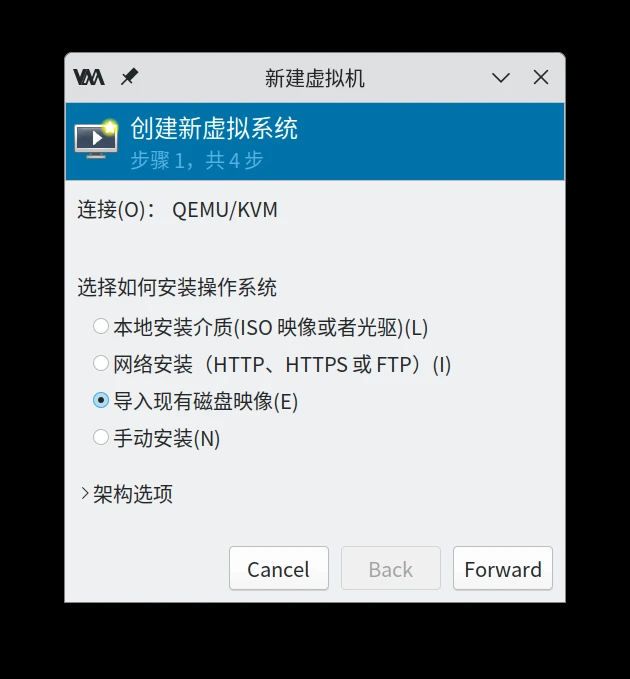 新建虚拟机
创建新虚拟系统
步骤 1，共 4 步
连接(O)： QEMU/KVM
选择如何安装操作系统
本地安装介质(ISO 映像或者光驱)(L)
网络安装（HTTP、HTTPS 或 FTP）(I)
导入现有磁盘映像(E)
手动安装(N)
架构选项
Cancel Back Forward